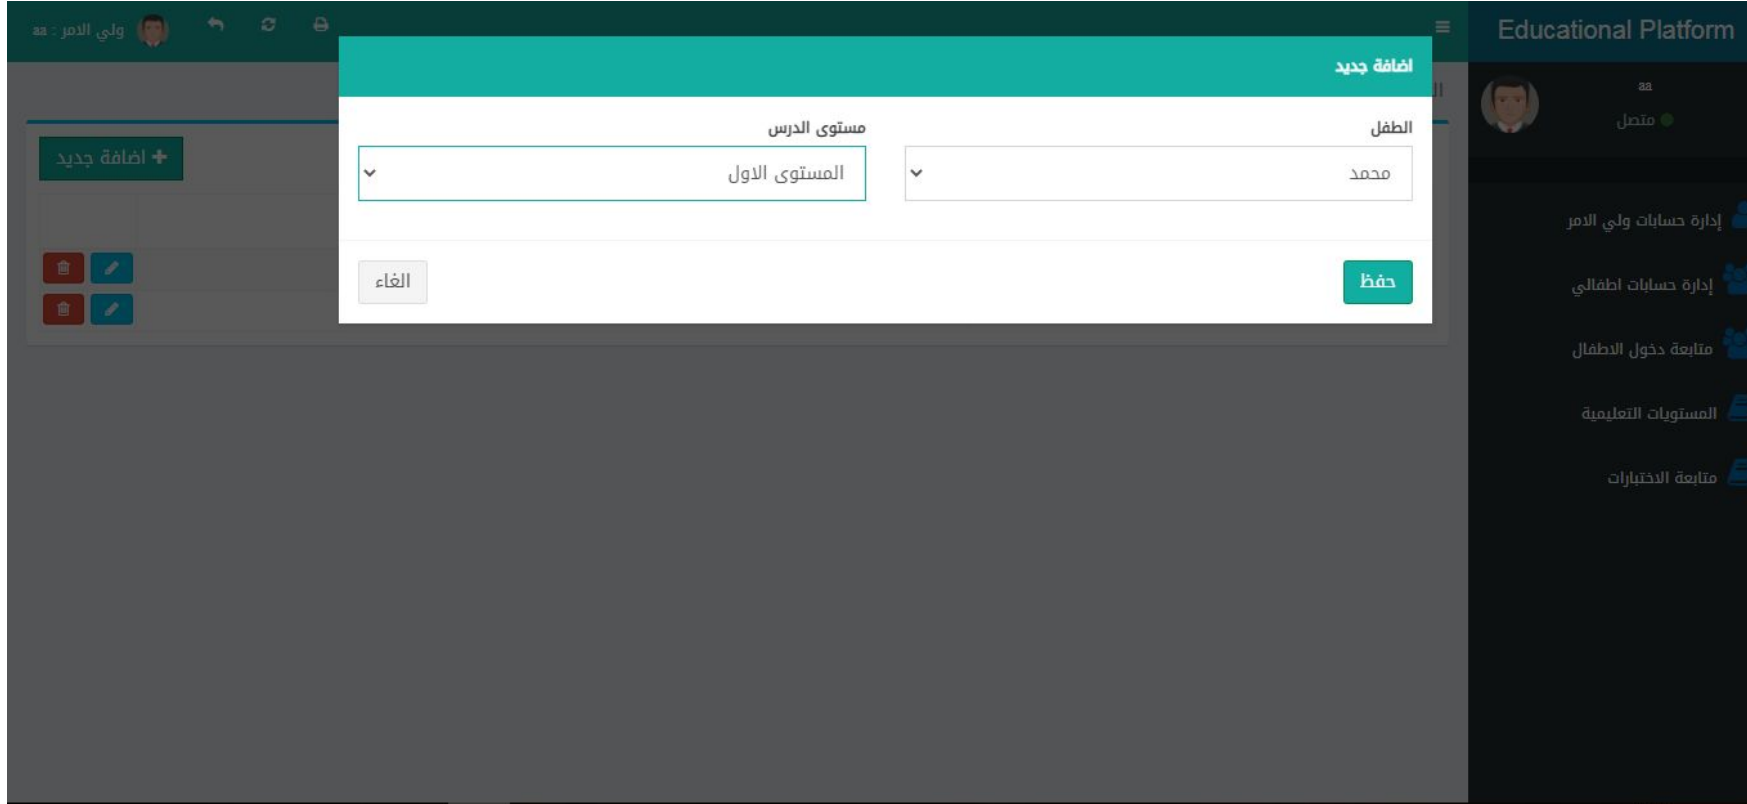 Educational Platform
ولي الامر : aa
aa
متصل
إدارة حسابات ولي الامر
إدارة حسابات اطفالي
متابعة دخول الاطفال
المستويات التعليمية
متابعة الاختبارات
اضافة جديد
اضافة جديد
الطفل
محمد
مستوى الدرس
المستوى الاول
حفظ
الغاء